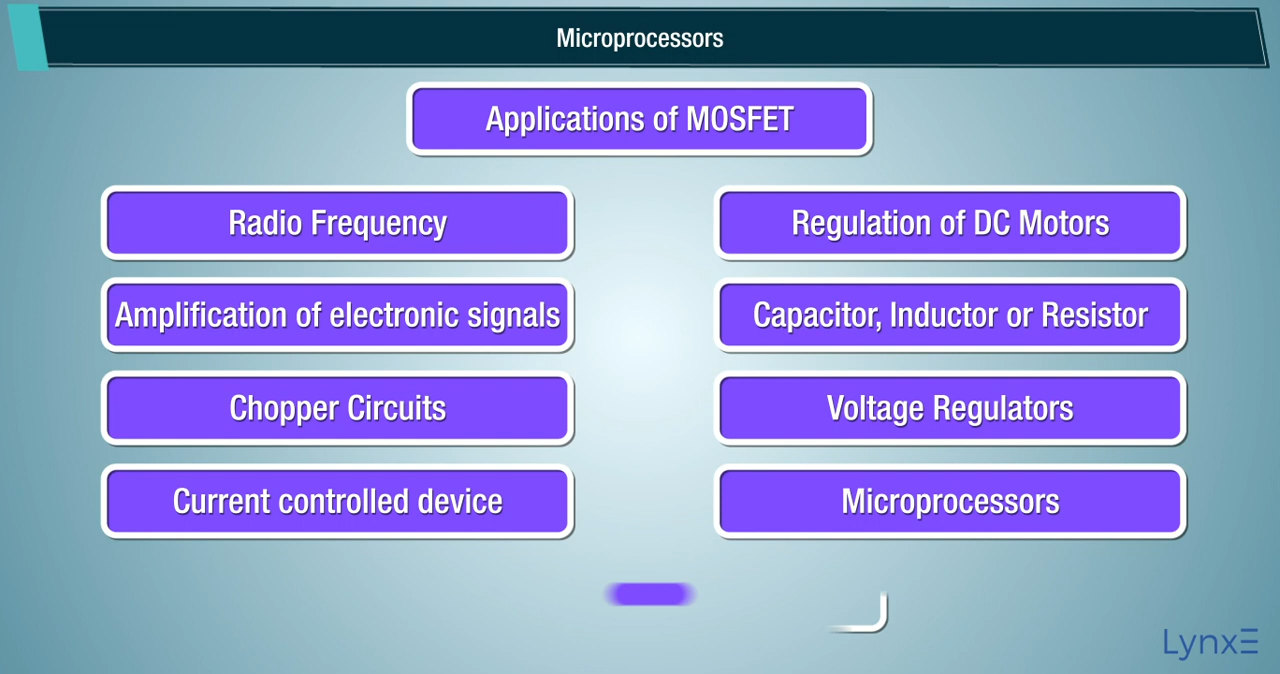 Microprocessors
Applications of MOSFET
Radio Frequency
Regulation of DC Motors
Amplification of electronic signals
Capacitor, Inductor or Resistor
Chopper Circuits
Voltage Regulators
Current controlled device
Microprocessors
LynxE